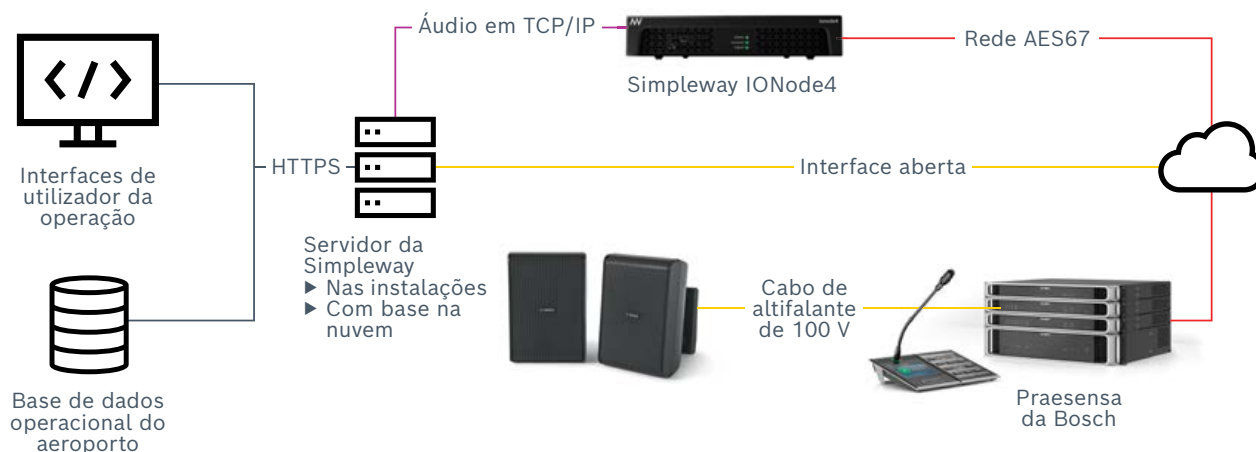 Áudio em TCP/IP
Simpleway IONode4
Rede AES67
Interfaces de
utilizador da
operação
HTTPS
Interface aberta
Servidor da
Simpleway
▶ Nas instalações
▶ Com base na
nuvem
Cabo de
altifalante
de 100 V
Praesensa
da Bosch
Base de dados
operacional do
aeroporto